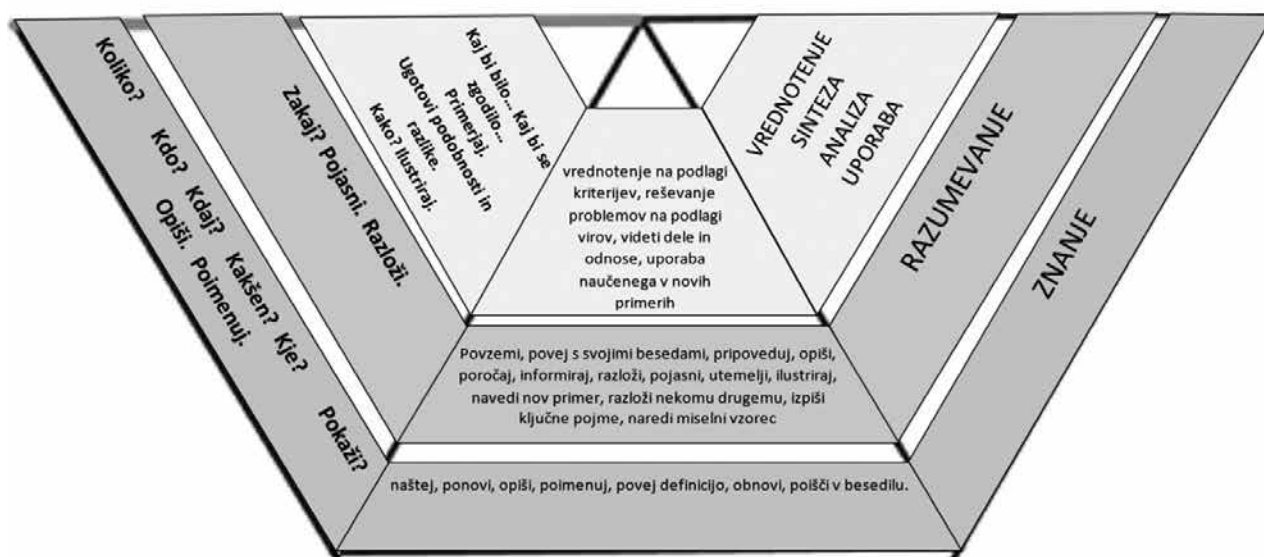 Koliko? Kdo? Kdaj? Kakšen? Kje? Pokaži?
Opiši. Poimenuj.
Zakaj? Pojasni. Razloži.
Kaj bi bilo... Kaj bi se
zgodilo...
Primerjaj.
Ugotovi podobnosti in
razlike.
Kako? Ilustriraj.
vrednotenje na podlagi
kriterijev, reševanje
problemov na podlagi
virov, videti dele in
odnose, uporaba
naučenega v novih
primerih
VREDNOTENJE
SINTEZA
ANALIZA
UPORABA
RAZUMEVANJE
ZNANJE
Povzemi, povej s svojimi besedami, pripoveduj, opiši,
poročaj, informiraj, razloži, pojasni, utemelji, ilustriraj,
navedi nov primer, razloži nekomu drugemu, izpiši
ključne pojme, naredi miselni vzorec
naštej, ponovi, opiši, poimenuj, povej definicijo, obnovi, poišči v besedilu.